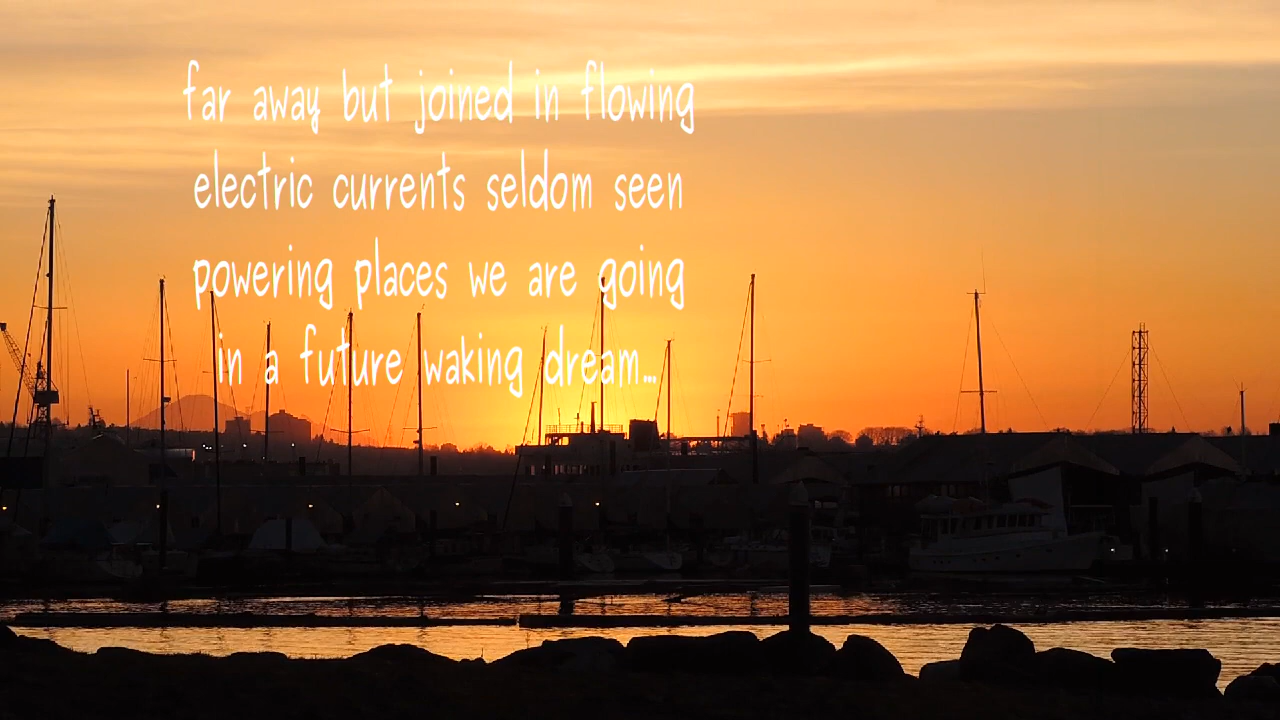 far away but joined in flowing
electric currents seldom seen
powering places we are going
in a future waking dream...